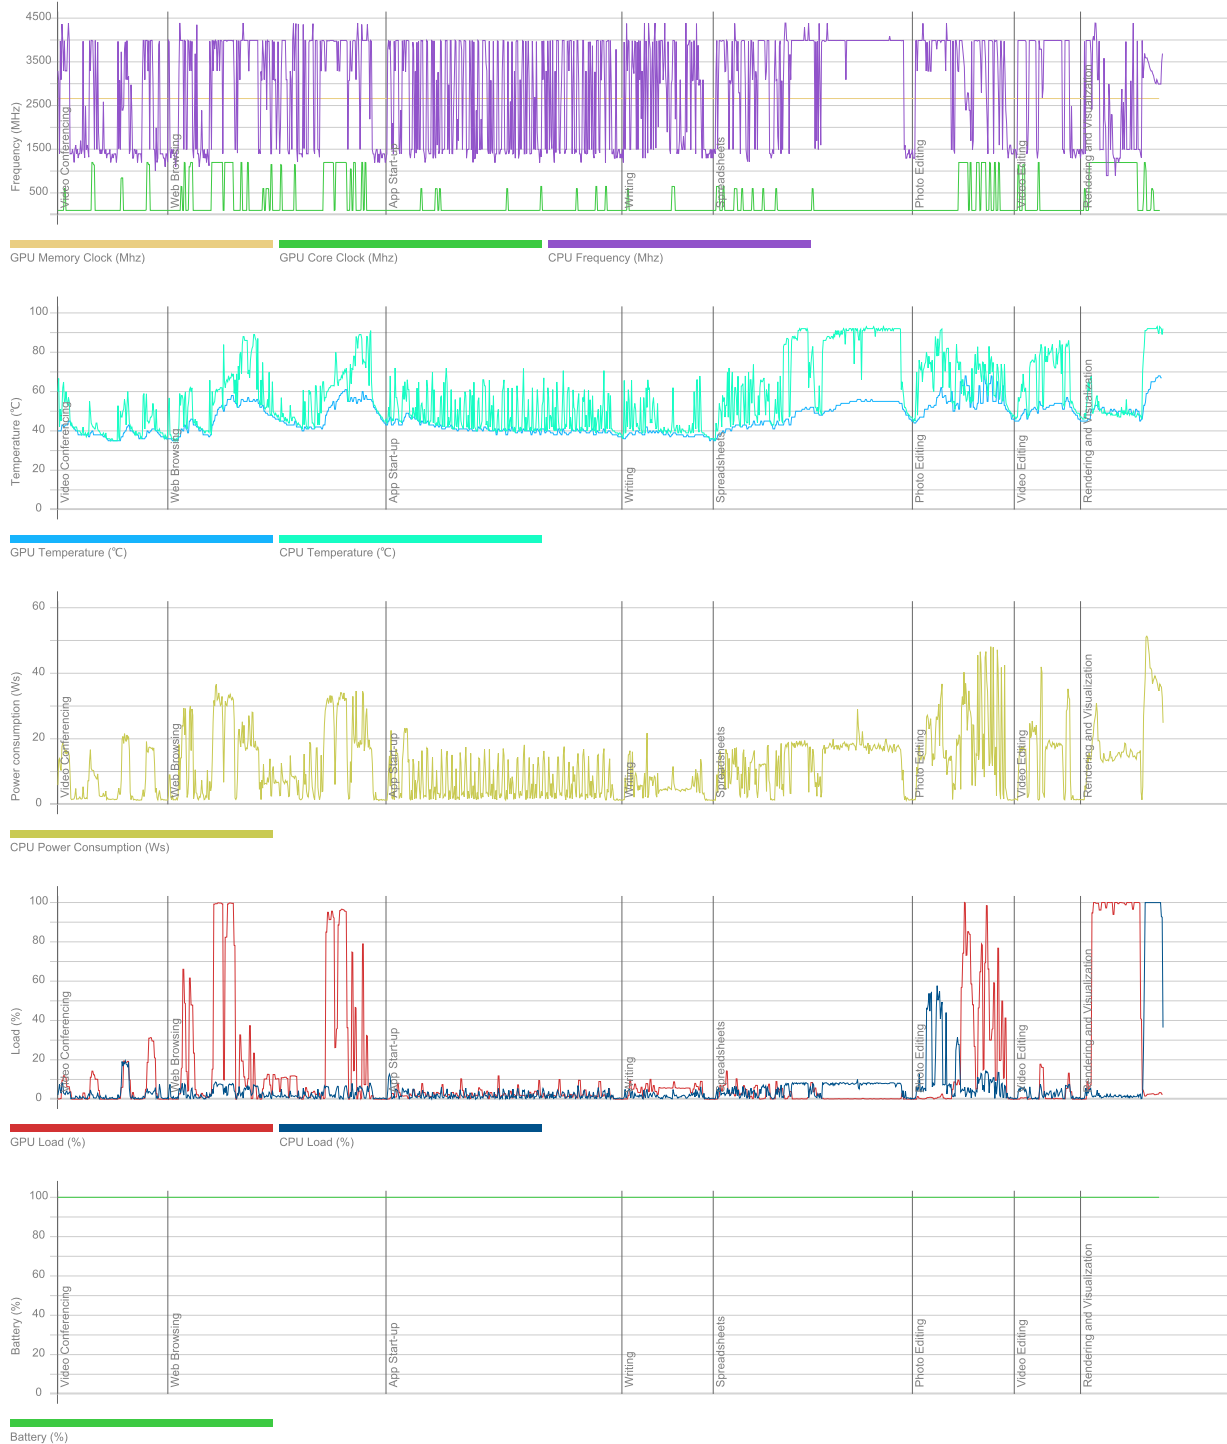 Frequency (MHz)
4500
3500
2500
1500
500
Video Conferencing
Web Browsing
App Start-up
Writing
Spreadsheets
Photo Editing
Video Editing
Rendering and Visualization
GPU Memory Clock (Mhz)
GPU Core Clock (Mhz)
CPU Frequency (Mhz)
Temperature (℃)
100
80
60
40
20
0
Video Conferencing
Web Browsing
App Start-up
Writing
Spreadsheets
Photo Editing
Video Editing
Rendering and Visualization
GPU Temperature (℃)
CPU Temperature (℃)
Power consumption (Ws)
60
40
20
0
Video Conferencing
Web Browsing
App Start-up
Writing
Spreadsheets
Photo Editing
Video Editing
Rendering and Visualization
CPU Power Consumption (Ws)
Load (%)
100
80
60
40
20
0
Video Conferencing
Web Browsing
App Start-up
Writing
Spreadsheets
Photo Editing
Video Editing
Rendering and Visualization
GPU Load (%)
CPU Load (%)
Battery (%)
100
80
60
40
20
0
Video Conferencing
Web Browsing
App Start-up
Writing
Spreadsheets
Photo Editing
Video Editing
Rendering and Visualization
Battery (%)